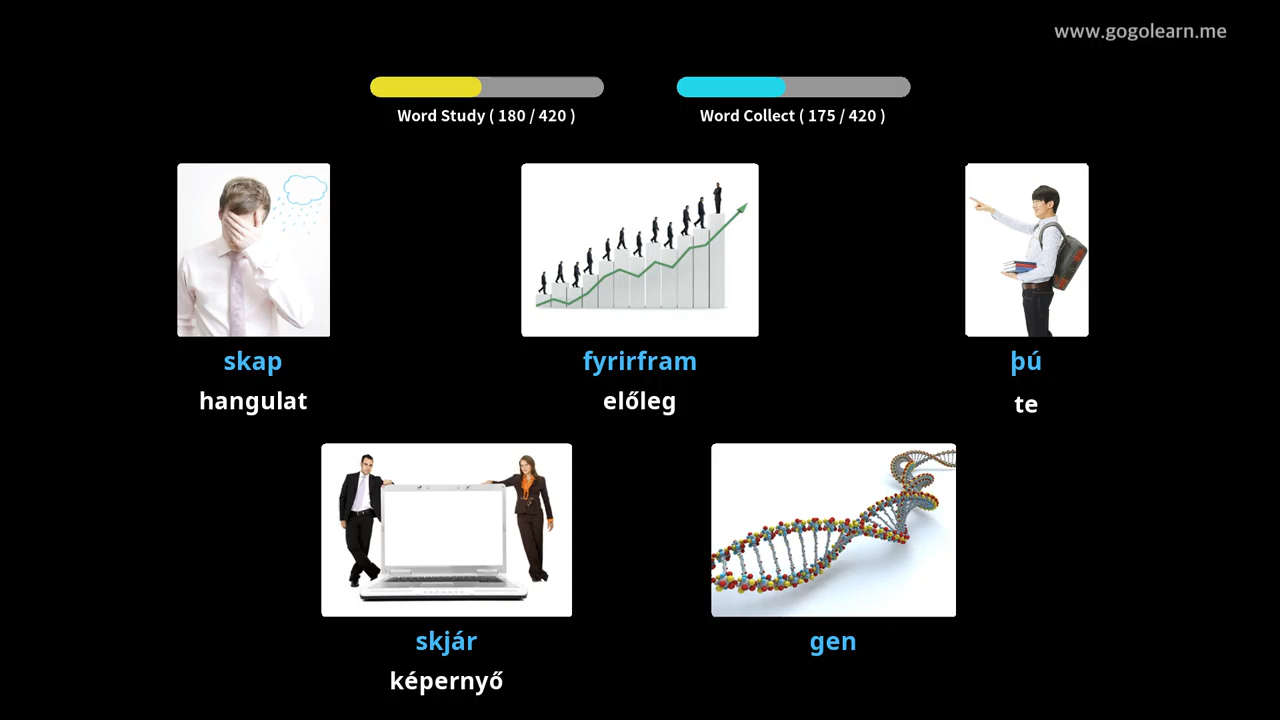 www.gogolearn.me
Word Study ( 180 / 420 )
Word Collect ( 175 / 420 )
skap
hangulat
fyrirfram
előleg
þú
te
skjár
képernyő
gen